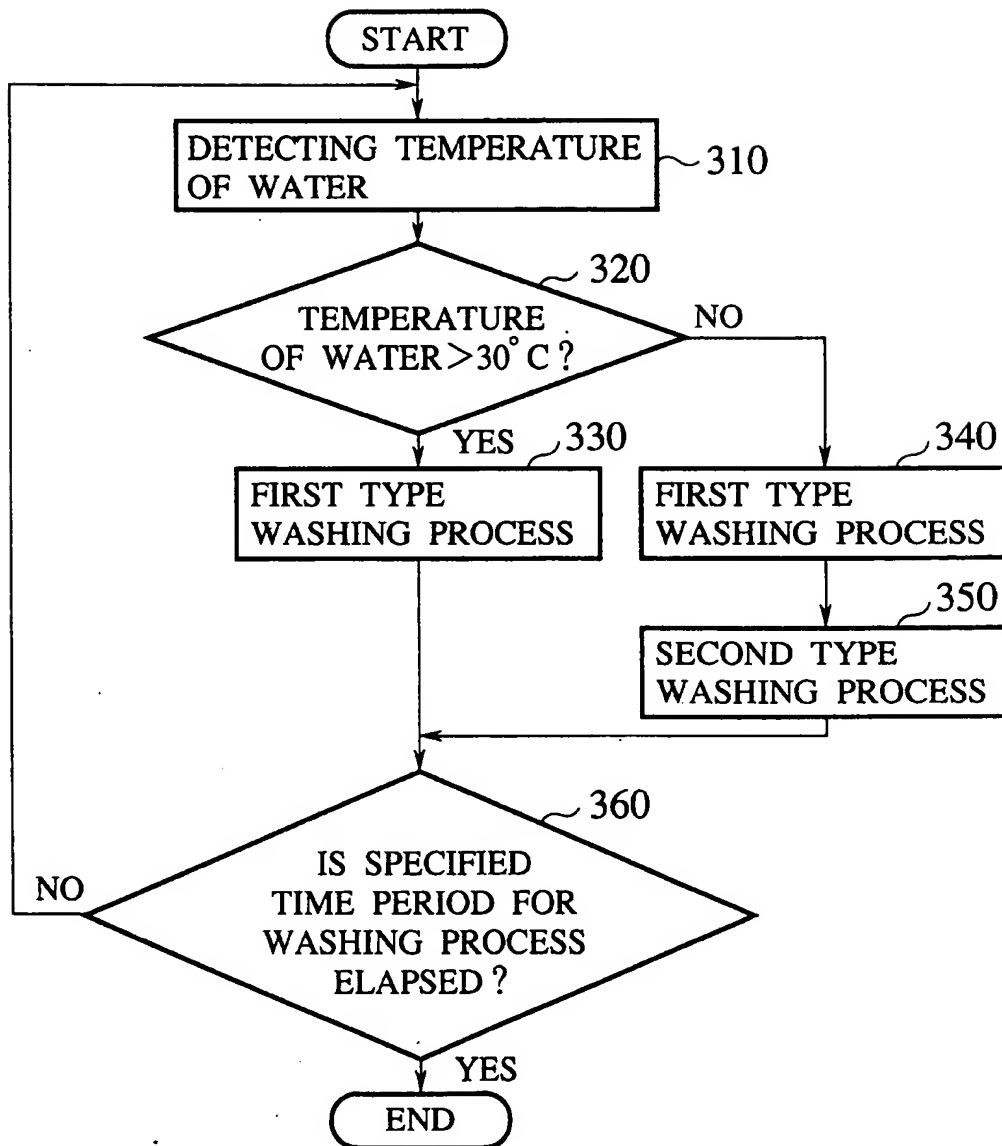 START
DETECTING TEMPERATURE
OF WATER
310
320
TEMPERATURE
OF WATER>30°C?
NO
YES
330
FIRST TYPE
WASHING PROCESS
340
FIRST TYPE
WASHING PROCESS
350
SECOND TYPE
WASHING PROCESS
360
IS SPECIFIED
TIME PERIOD FOR
WASHING PROCESS
ELAPSED?
NO
YES
END